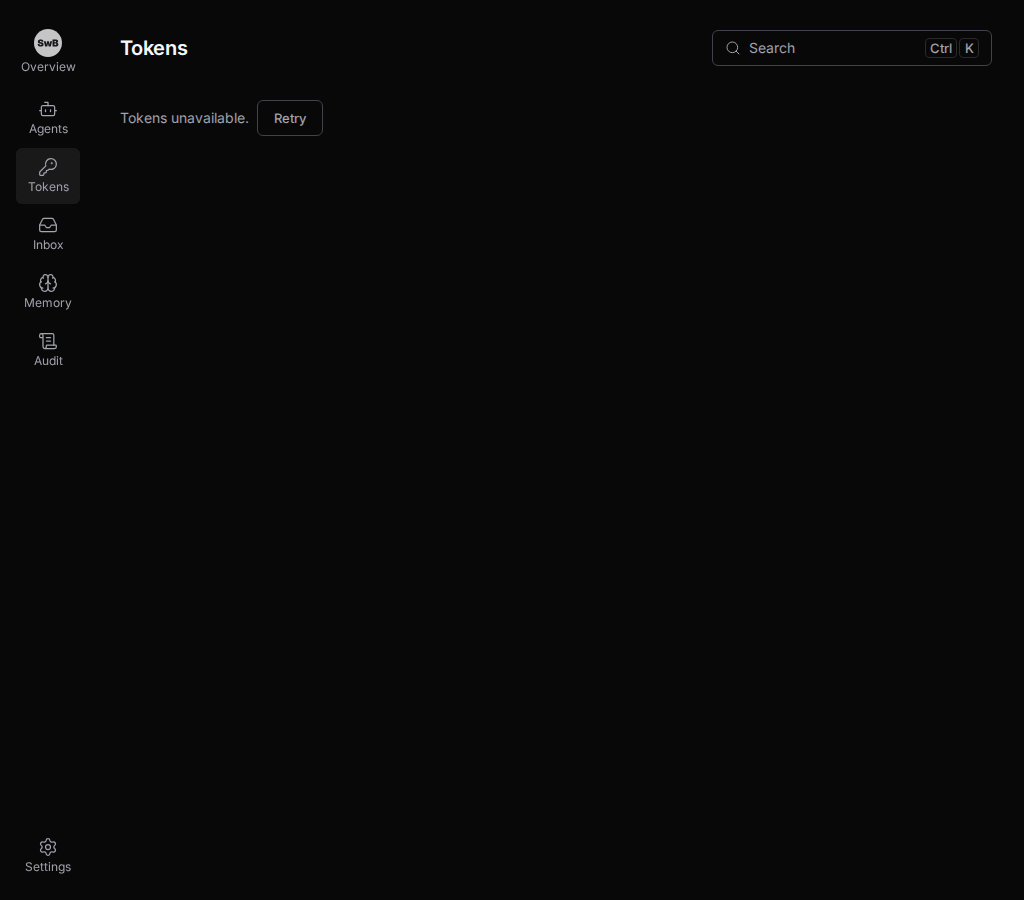 SwB
Overview
Agents
Tokens
Inbox
Memory
Audit
Settings
Tokens
Search Ctrl K
Tokens unavailable. Retry